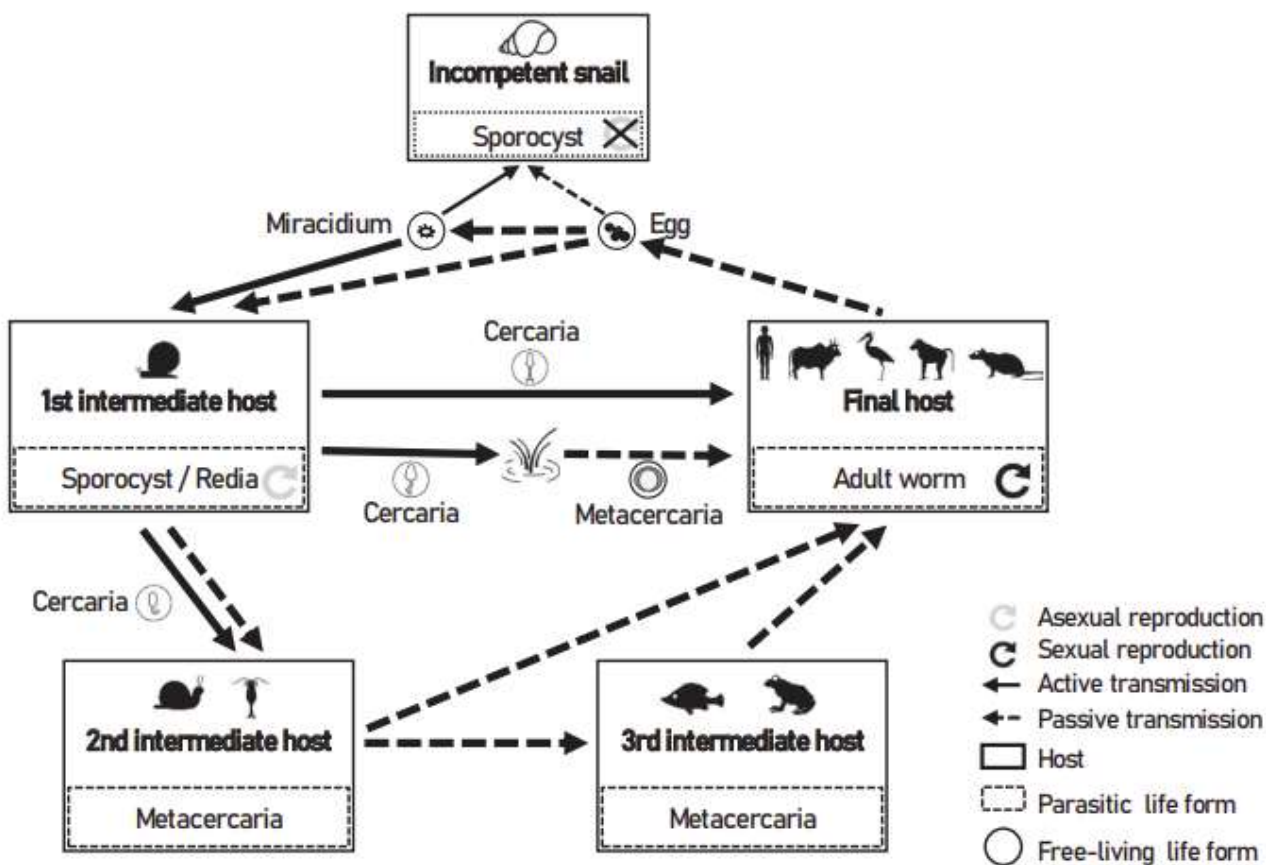 Incompetent snail
Sporocyst
Miracidium
Egg
Cercaria
1st intermediate host
Final host
Sporocyst / Redia
Adult worm
Cercaria
Metacercaria
Cercaria
2nd intermediate host
3rd intermediate host
Metacercaria
Metacercaria
Asexual reproduction
Sexual reproduction
Active transmission
Passive transmission
Host
Parasitic life form
Free-living life form